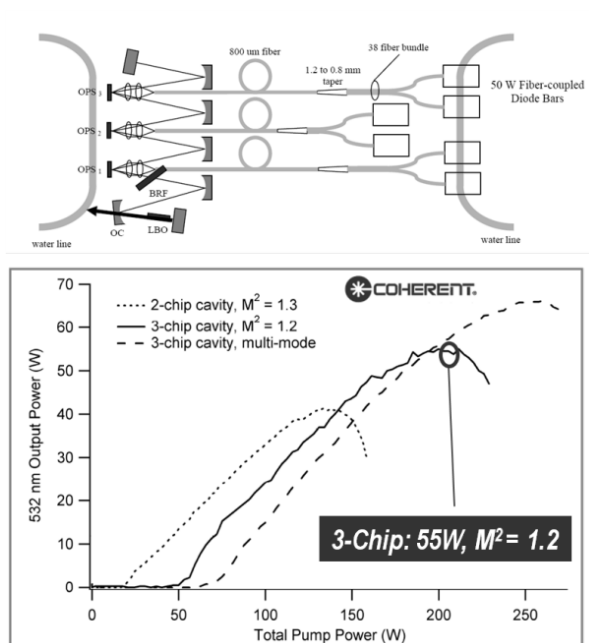 800 um fiber
38 fiber bundle
1.2 to 0.8 mm
taper
OPS 3
50 W Fiber-coupled
Diode Bars
OPS 2
OPS 1
BRF
OC
LBO
water line
water line
COHERENT.
70
2-chip cavity, M² = 1.3
3-chip cavity, M² = 1.2
3-chip cavity, multi-mode
60
50
40
30
20
10
0
532 nm Output Power (W)
3-Chip: 55W, M² = 1.2
0 50 100 150 200 250
Total Pump Power (W)